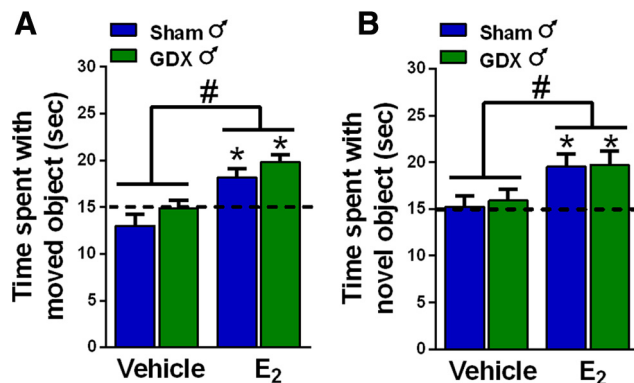 A
Sham ♂
GDX ♂
Time spent with
moved object (sec)
30
25
20
15
10
5
0
#
*
*
Vehicle
E₂
B
Sham ♂
GDX ♂
Time spent with
novel object (sec)
30
25
20
15
10
5
0
#
*
*
Vehicle
E₂